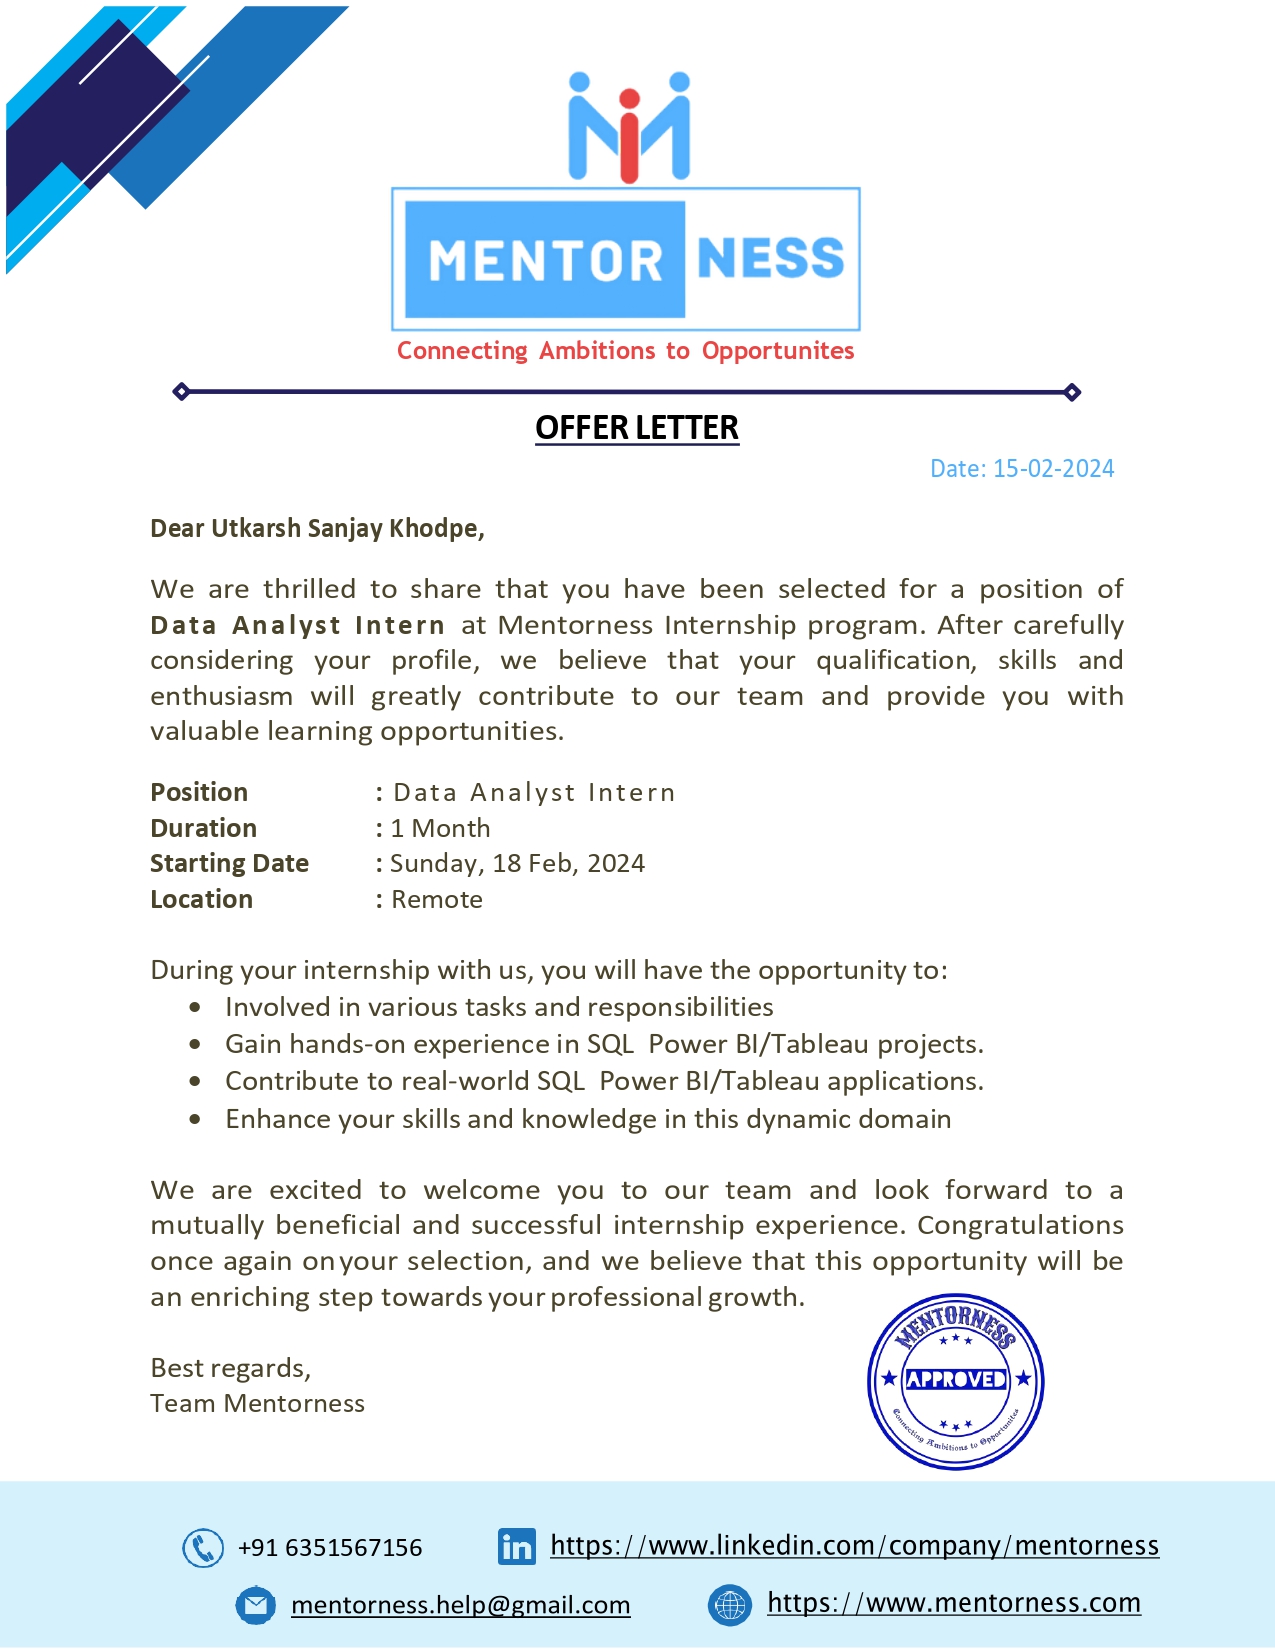 MENTORNESS
Connecting Ambitions to Opportunites
OFFER LETTER
Date: 15-02-2024
Dear Utkarsh Sanjay Khodpe,
We are thrilled to share that you have been selected for a position of
Data Analyst Intern at Mentorness Internship program. After carefully
considering your profile, we believe that your qualification, skills and
enthusiasm will greatly contribute to our team and provide you with
valuable learning opportunities.
Position : Data Analyst Intern
Duration : 1 Month
Starting Date : Sunday, 18 Feb, 2024
Location : Remote
During your internship with us, you will have the opportunity to:
• Involved in various tasks and responsibilities
• Gain hands-on experience in SQL Power BI/Tableau projects.
• Contribute to real-world SQL Power BI/Tableau applications.
• Enhance your skills and knowledge in this dynamic domain
We are excited to welcome you to our team and look forward to a
mutually beneficial and successful internship experience. Congratulations
once again on your selection, and we believe that this opportunity will be
an enriching step towards your professional growth.
MENTORNESS
APPROVED
Connecting Ambitions to Opportunites
Best regards,
Team Mentorness
+91 6351567156 in https://www.linkedin.com/company/mentorness
mentorness.help@gmail.com https://www.mentorness.com